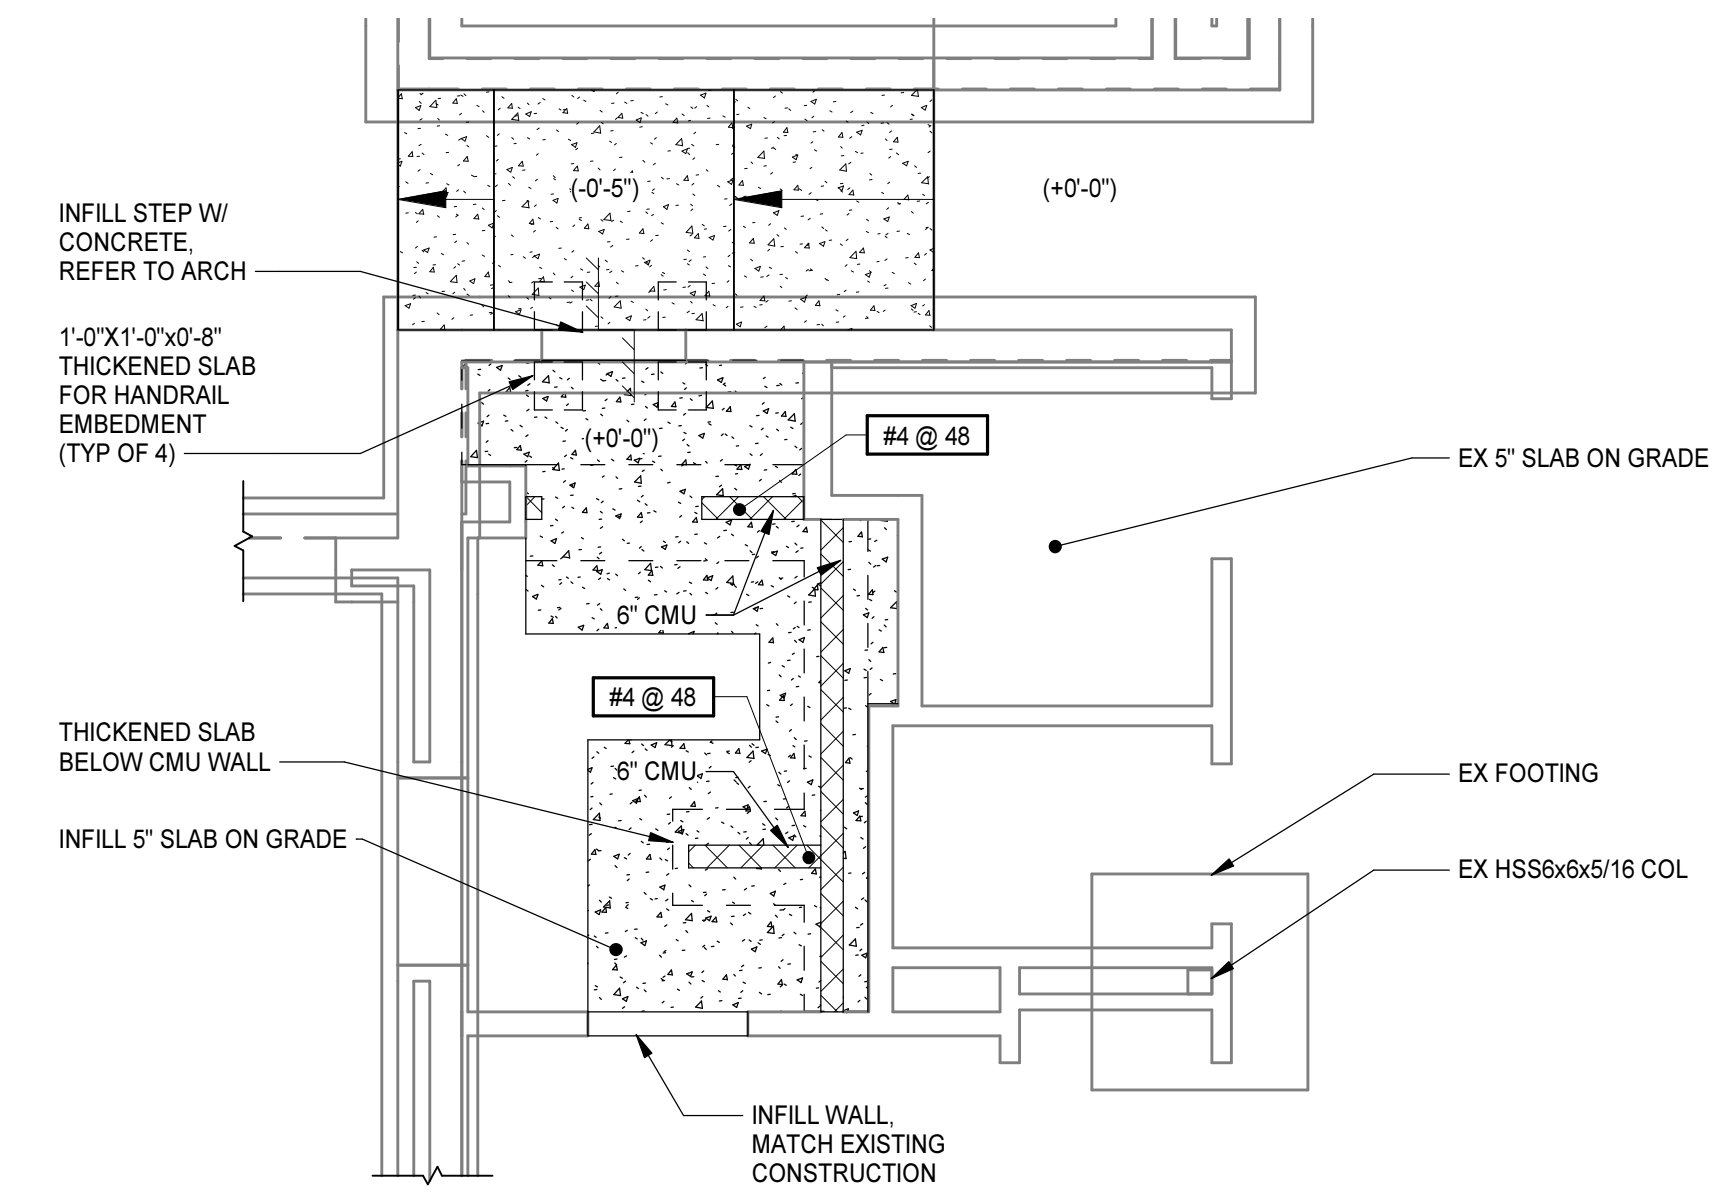 (-0'-5")
(+0'-0")
INFILL STEP W/
CONCRETE,
REFER TO ARCH
1'-0"X1'-0"x0'-8"
THICKENED SLAB
FOR HANDRAIL
EMBEDMENT
(TYP OF 4)
(+0'-0")
#4 @ 48
EX 5" SLAB ON GRADE
6" CMU
#4 @ 48
THICKENED SLAB
BELOW CMU WALL
6" CMU
EX FOOTING
INFILL 5" SLAB ON GRADE
EX HSS6x6x5/16 COL
INFILL WALL,
MATCH EXISTING
CONSTRUCTION